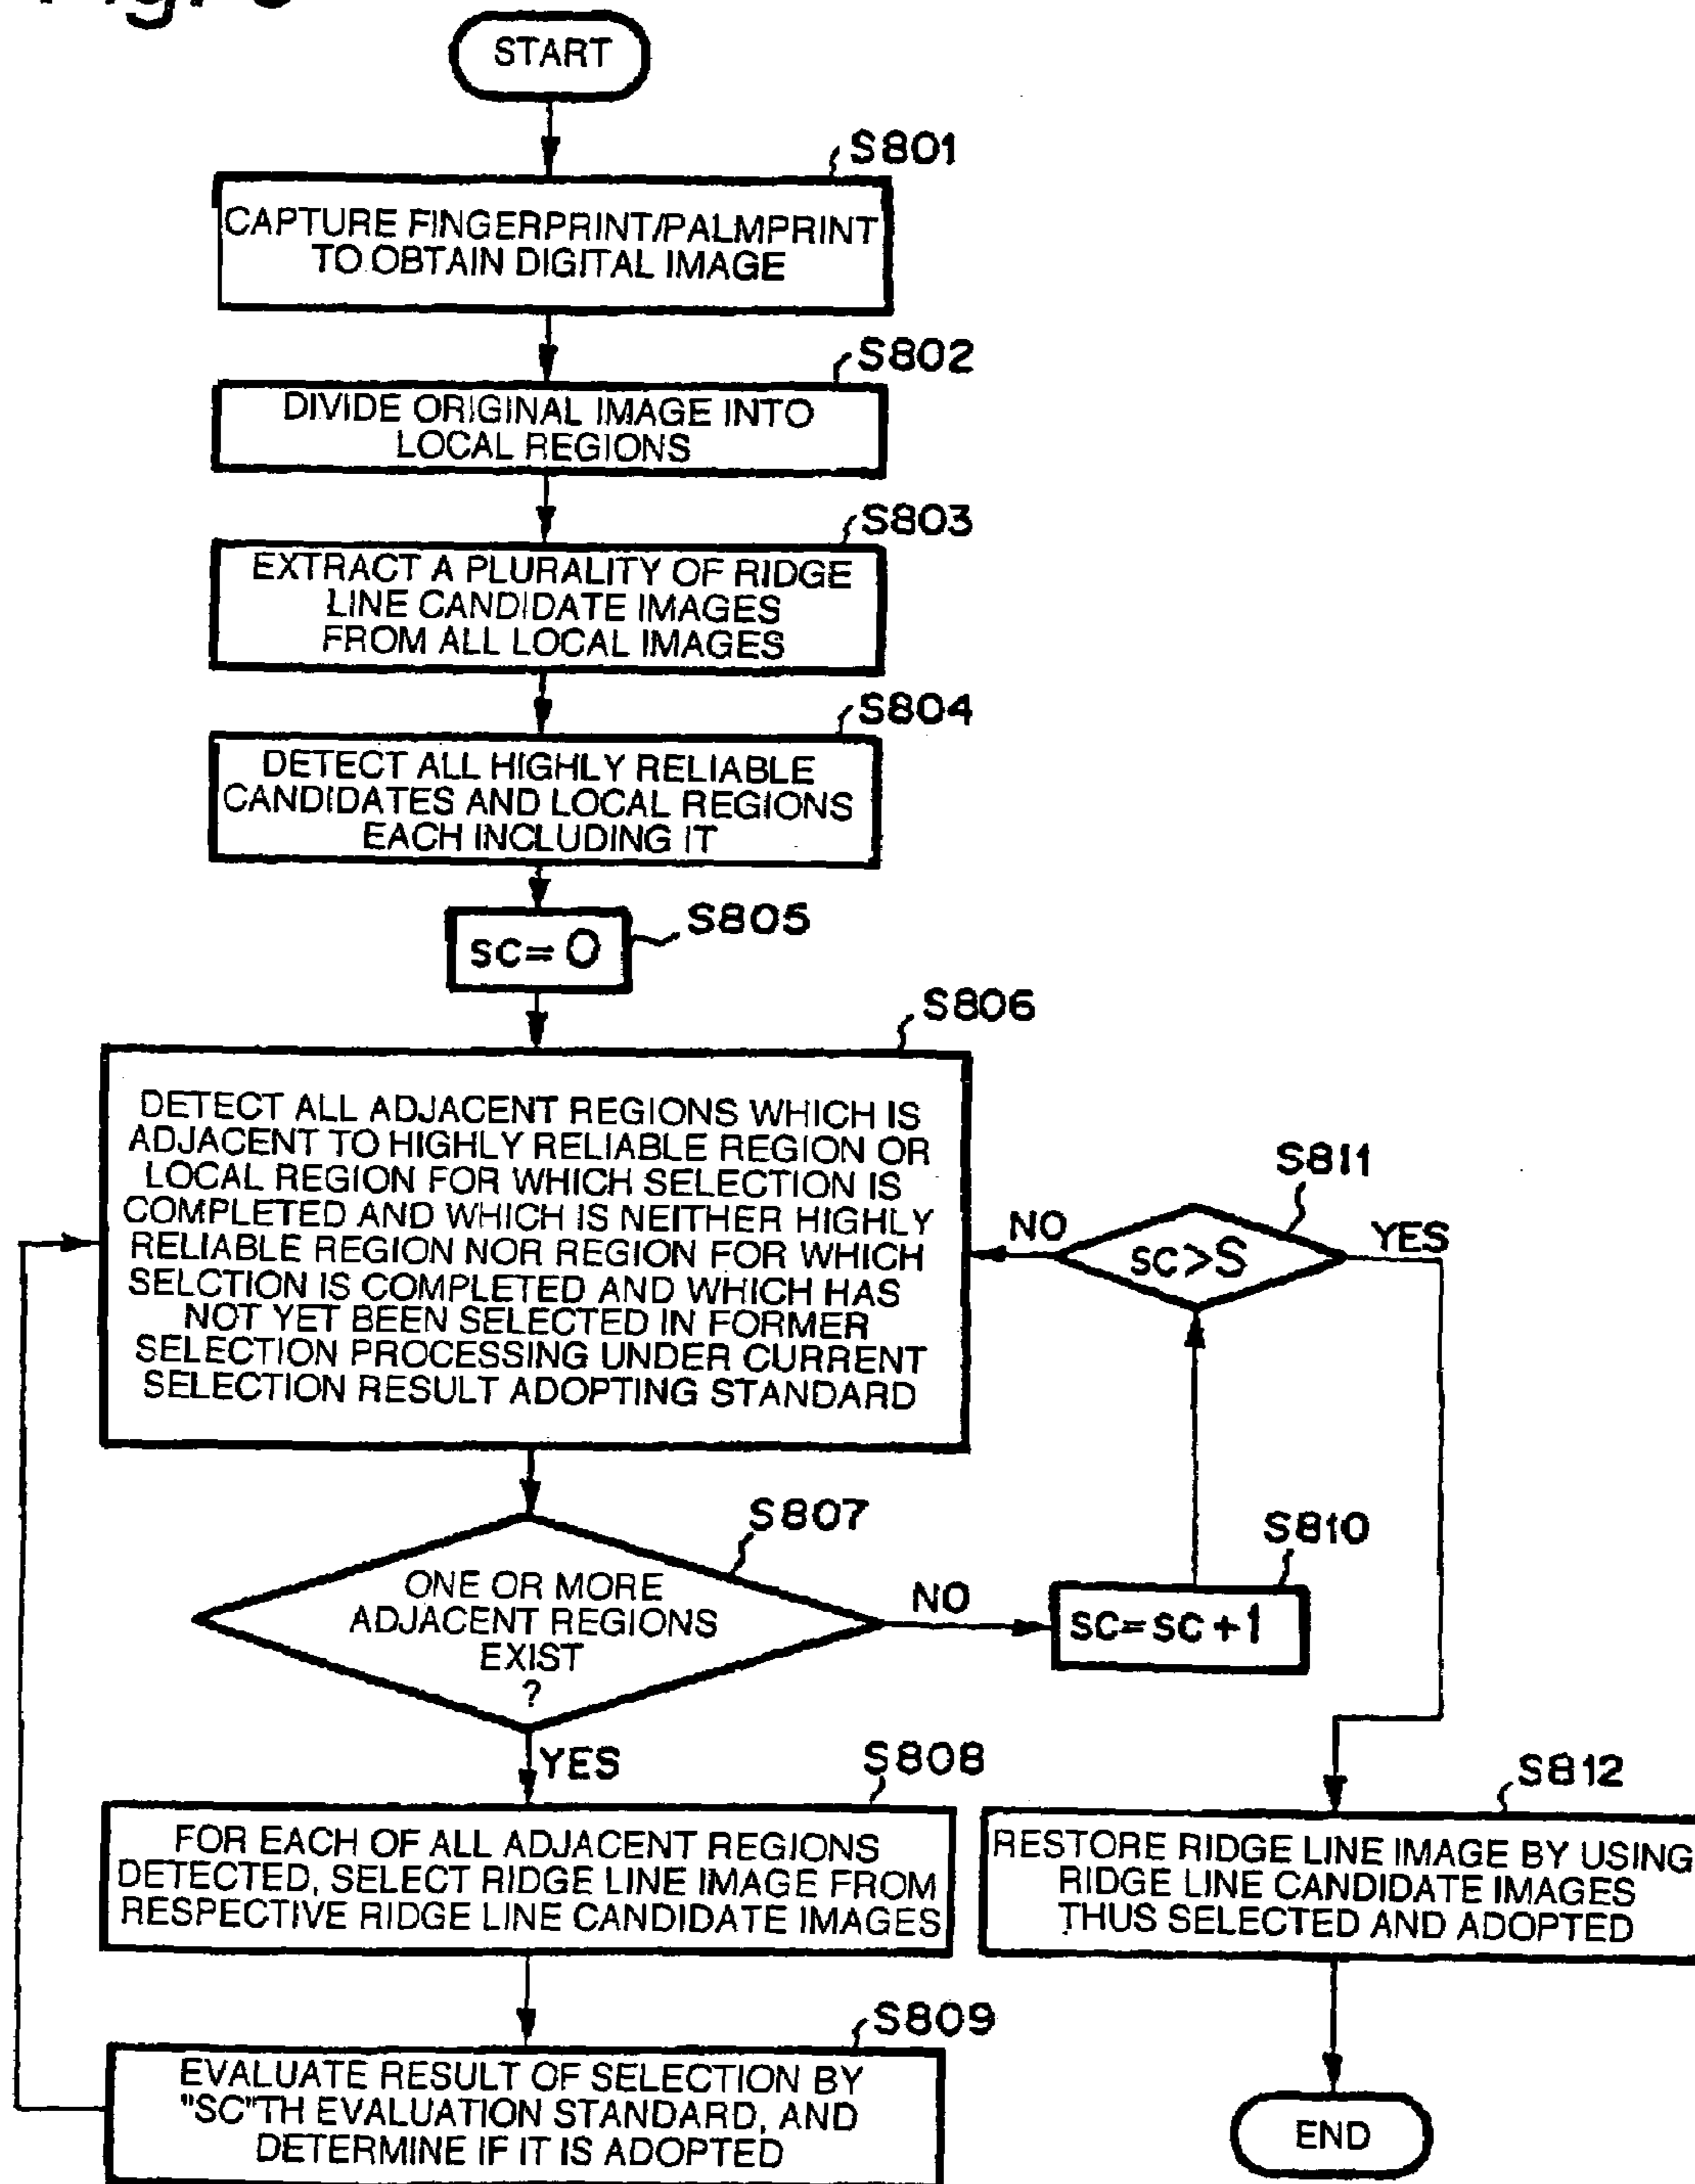 START
S801
CAPTURE FINGERPRINT/PALMPRINT
TO OBTAIN DIGITAL IMAGE
S802
DIVIDE ORIGINAL IMAGE INTO
LOCAL REGIONS
S803
EXTRACT A PLURALITY OF RIDGE
LINE CANDIDATE IMAGES
FROM ALL LOCAL IMAGES
S804
DETECT ALL HIGHLY RELIABLE
CANDIDATES AND LOCAL REGIONS
EACH INCLUDING IT
S805
SC= 0
S806
DETECT ALL ADJACENT REGIONS WHICH IS
ADJACENT TO HIGHLY RELIABLE REGION OR
LOCAL REGION FOR WHICH SELECTION IS
COMPLETED AND WHICH IS NEITHER HIGHLY
RELIABLE REGION NOR REGION FOR WHICH
SELCTION IS COMPLETED AND WHICH HAS
NOT YET BEEN SELECTED IN FORMER
SELECTION PROCESSING UNDER CURRENT
SELECTION RESULT ADOPTING STANDARD
S811
NO
SC>S
YES
S807
ONE OR MORE
ADJACENT REGIONS
EXIST
?
NO
S810
SC=SC+1
YES
S808
FOR EACH OF ALL ADJACENT REGIONS
DETECTED, SELECT RIDGE LINE IMAGE FROM
RESPECTIVE RIDGE LINE CANDIDATE IMAGES
S812
RESTORE RIDGE LINE IMAGE BY USING
RIDGE LINE CANDIDATE IMAGES
THUS SELECTED AND ADOPTED
S809
EVALUATE RESULT OF SELECTION BY
"SC"TH EVALUATION STANDARD, AND
DETERMINE IF IT IS ADOPTED
END